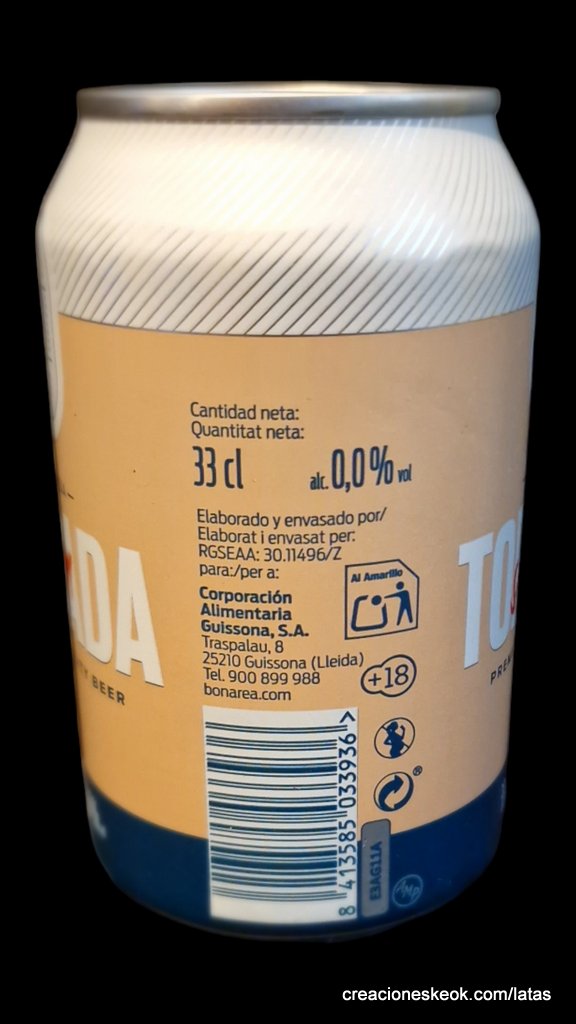 Cantidad neta:
Quantitat neta:
33 cl alc. 0,0% vol
Elaborado y envasado por/
Elaborat i envasat per:
RGSEAA: 30.11496/Z
para:/per a:
Corporación
Alimentaria
Guissona, S.A.
Traspalau, 8
25210 Guissona (Lleida)
Tel. 900 899 988
bonarea.com
Al Amarillo
+18
8 413585 033936 >
E3AG11A
AMP
ADA
BEER
TO
creacioneskeok.com/latas